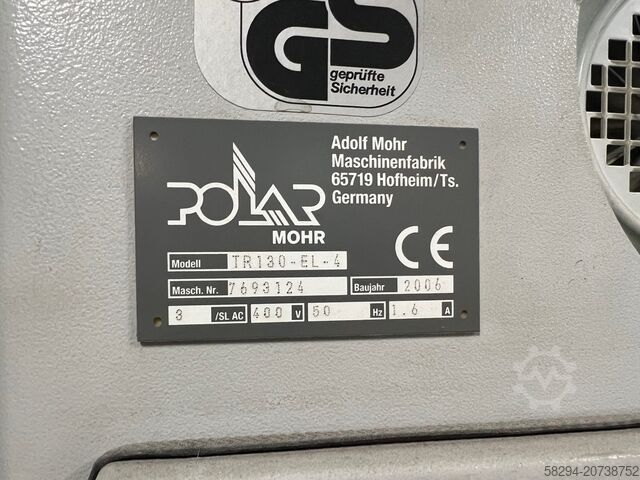 GS
geprüfte
Sicherheit
Adolf Mohr
Maschinenfabrik
65719 Hofheim/Ts.
Germany
POLAR
MOHR
CE
Modell TR130-EL-4
Masch. Nr. 7693124 Baujahr 2006
3 /SL AC 400 V 50 Hz 1.6 A
58294-20738752